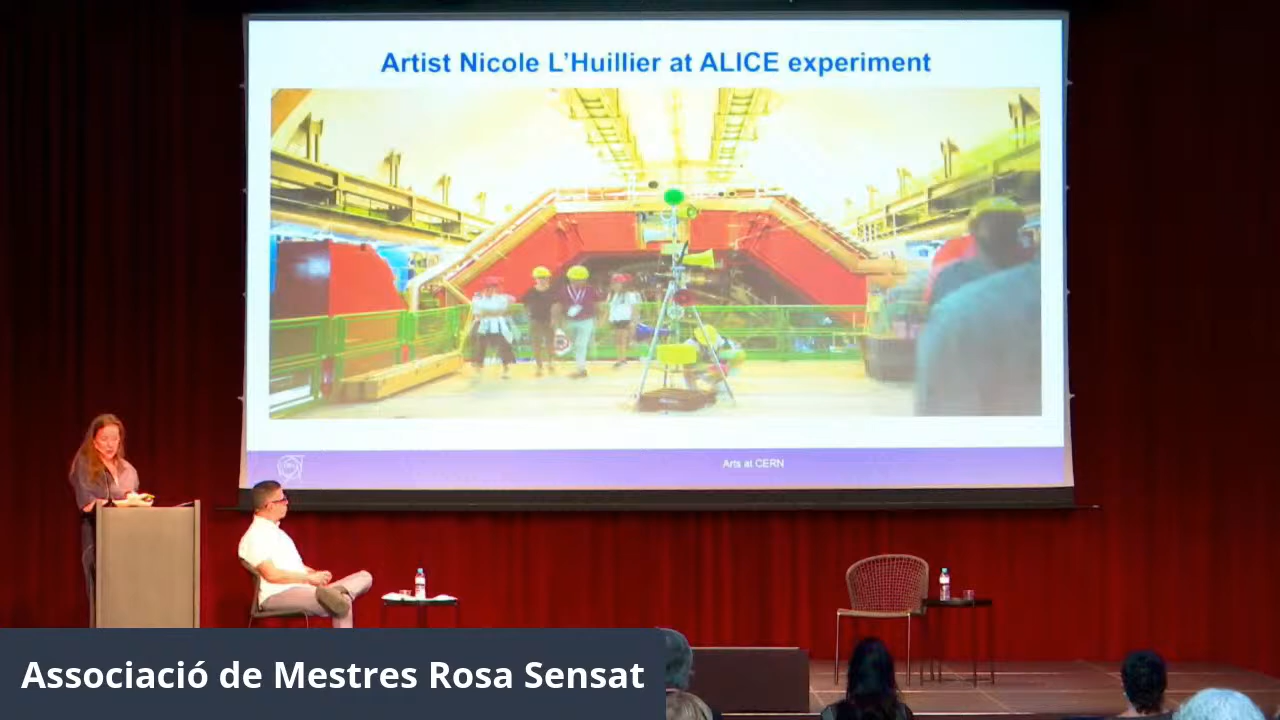 Artist Nicole L'Huillier at ALICE experiment
Arts at CERN
Associació de Mestres Rosa Sensat